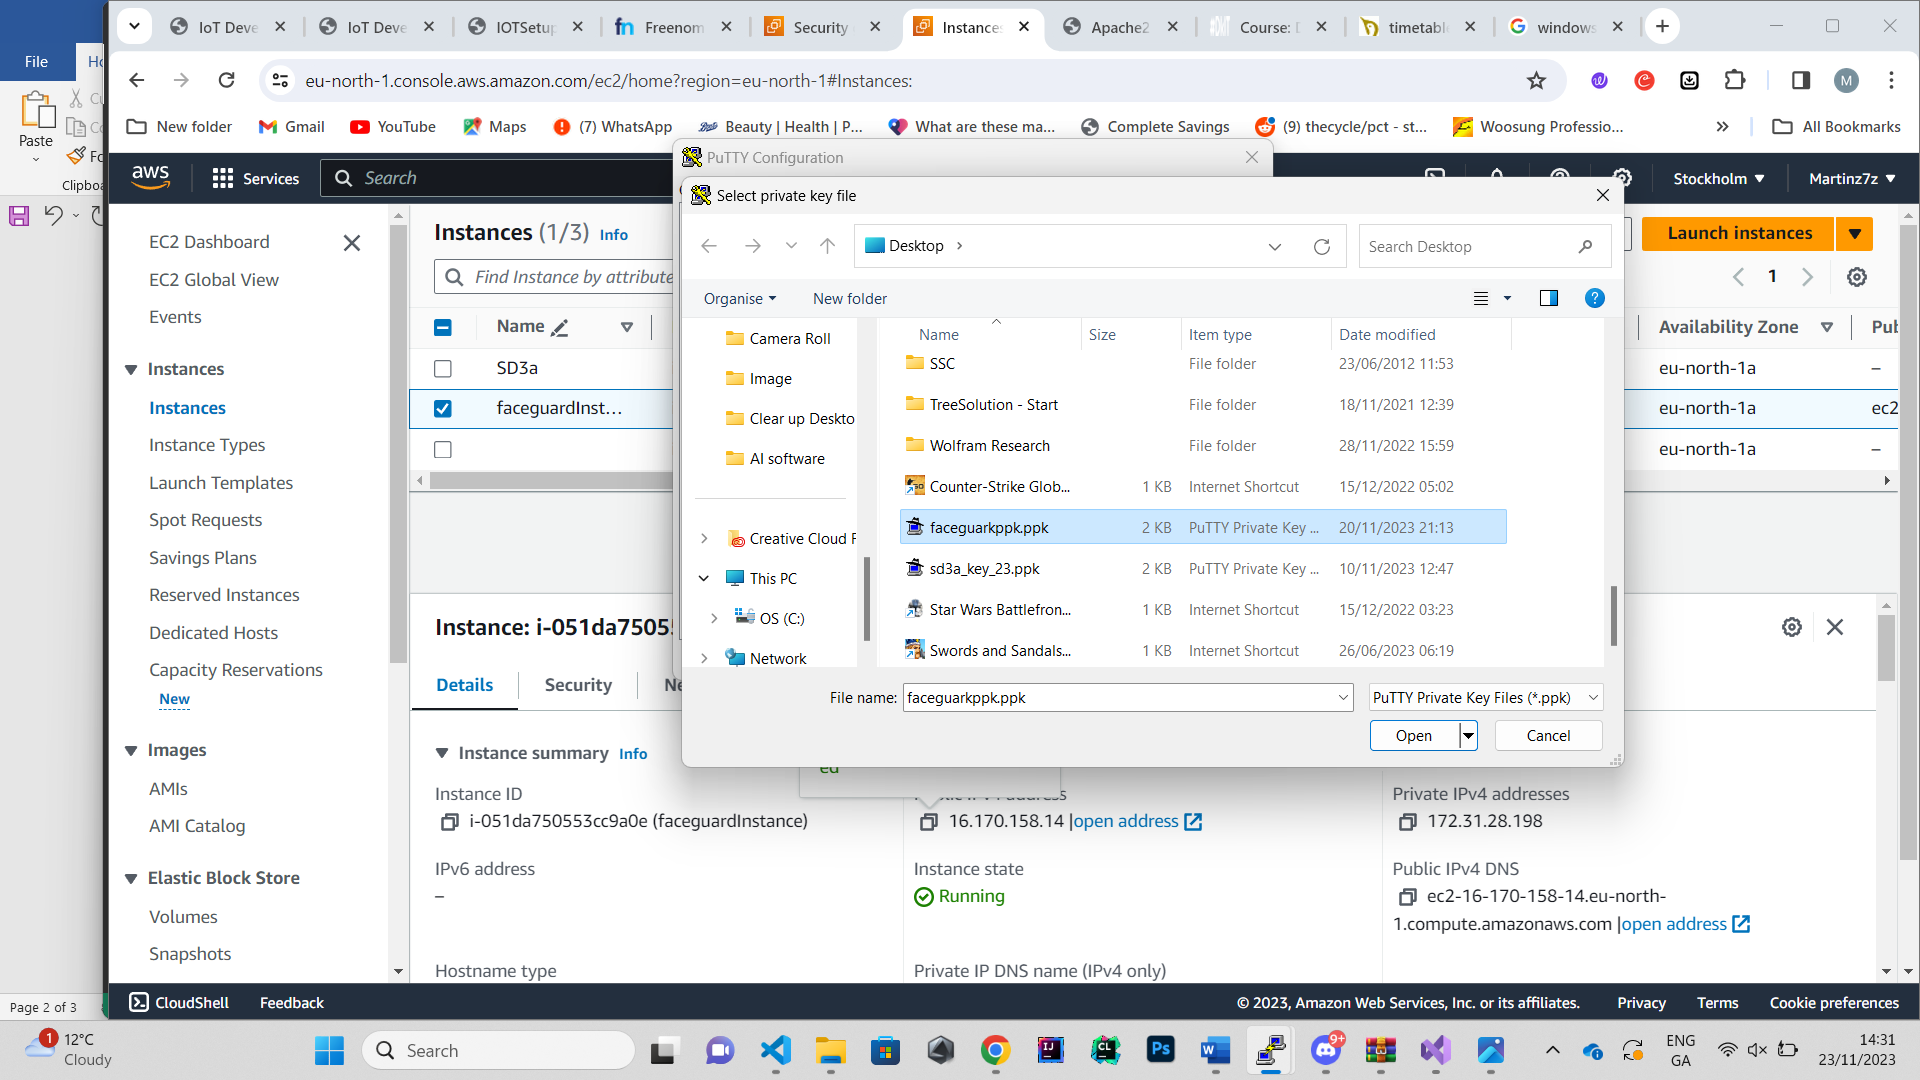 IoT Deve
IoT Deve
IOTSetu
Freenom
Security
Instances
Apache2
Course: D
timetabl
windows
File
eu-north-1.console.aws.amazon.com/ec2/home?region=eu-north-1#Instances:
M
Paste
New folder
Gmail
YouTube
Maps
(7) WhatsApp
Beauty | Health | P...
What are these ma...
Complete Savings
(9) thecycle/pct - st...
Woosung Professio...
»
All Bookmarks
Clipboa
aws
Services
Search
Stockholm
Martinz7z
PuTTY Configuration
Select private key file
Desktop
Search Desktop
Organise
New folder
Camera Roll
Image
Clear up Deskto
AI software
Creative Cloud F
This PC
OS (C:)
Network
Name
Size
Item type
Date modified
SSC
File folder
23/06/2012 11:53
TreeSolution - Start
File folder
18/11/2021 12:39
Wolfram Research
File folder
28/11/2022 15:59
Counter-Strike Glob...
1 KB
Internet Shortcut
15/12/2022 05:02
faceguarkppk.ppk
2 KB
PuTTY Private Key ...
20/11/2023 21:13
sd3a_key_23.ppk
2 KB
PuTTY Private Key ...
10/11/2023 12:47
Star Wars Battlefron...
1 KB
Internet Shortcut
15/12/2022 03:23
Swords and Sandals...
1 KB
Internet Shortcut
26/06/2023 06:19
File name:
faceguarkppk.ppk
PuTTY Private Key Files (*.ppk)
Open
Cancel
EC2 Dashboard
EC2 Global View
Events
Instances
Instances
Instance Types
Launch Templates
Spot Requests
Savings Plans
Reserved Instances
Dedicated Hosts
Capacity Reservations
New
Images
AMIs
AMI Catalog
Elastic Block Store
Volumes
Snapshots
Instances (1/3) Info
Find Instance by attribute
Launch instances
1
Name
Availability Zone
Pub
SD3a
eu-north-1a
–
faceguardInst...
eu-north-1a
ec2
eu-north-1a
–
Instance: i-051da75055
Details
Security
Ne
Instance summary Info
ed
Instance ID
i-051da750553cc9a0e (faceguardInstance)
16.170.158.14 |open address
Private IPv4 addresses
172.31.28.198
IPv6 address
–
Instance state
Running
Public IPv4 DNS
ec2-16-170-158-14.eu-north-
1.compute.amazonaws.com |open address
Hostname type
Private IP DNS name (IPv4 only)
CloudShell
Feedback
© 2023, Amazon Web Services, Inc. or its affiliates.
Privacy
Terms
Cookie preferences
Page 2 of 3
1
12°C
Cloudy
Search
Ps
9+
ENG
GA
14:31
23/11/2023